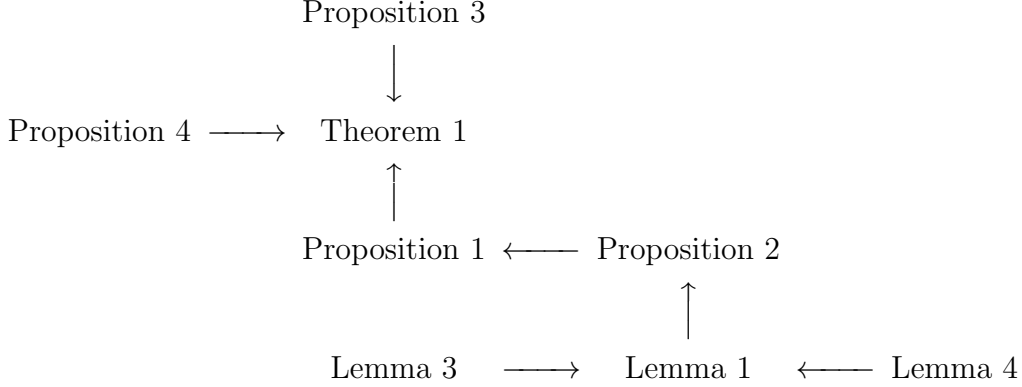 Proposition 3
Proposition 4 Theorem 1
Proposition 1 Proposition 2
Lemma 3 Lemma 1 Lemma 4